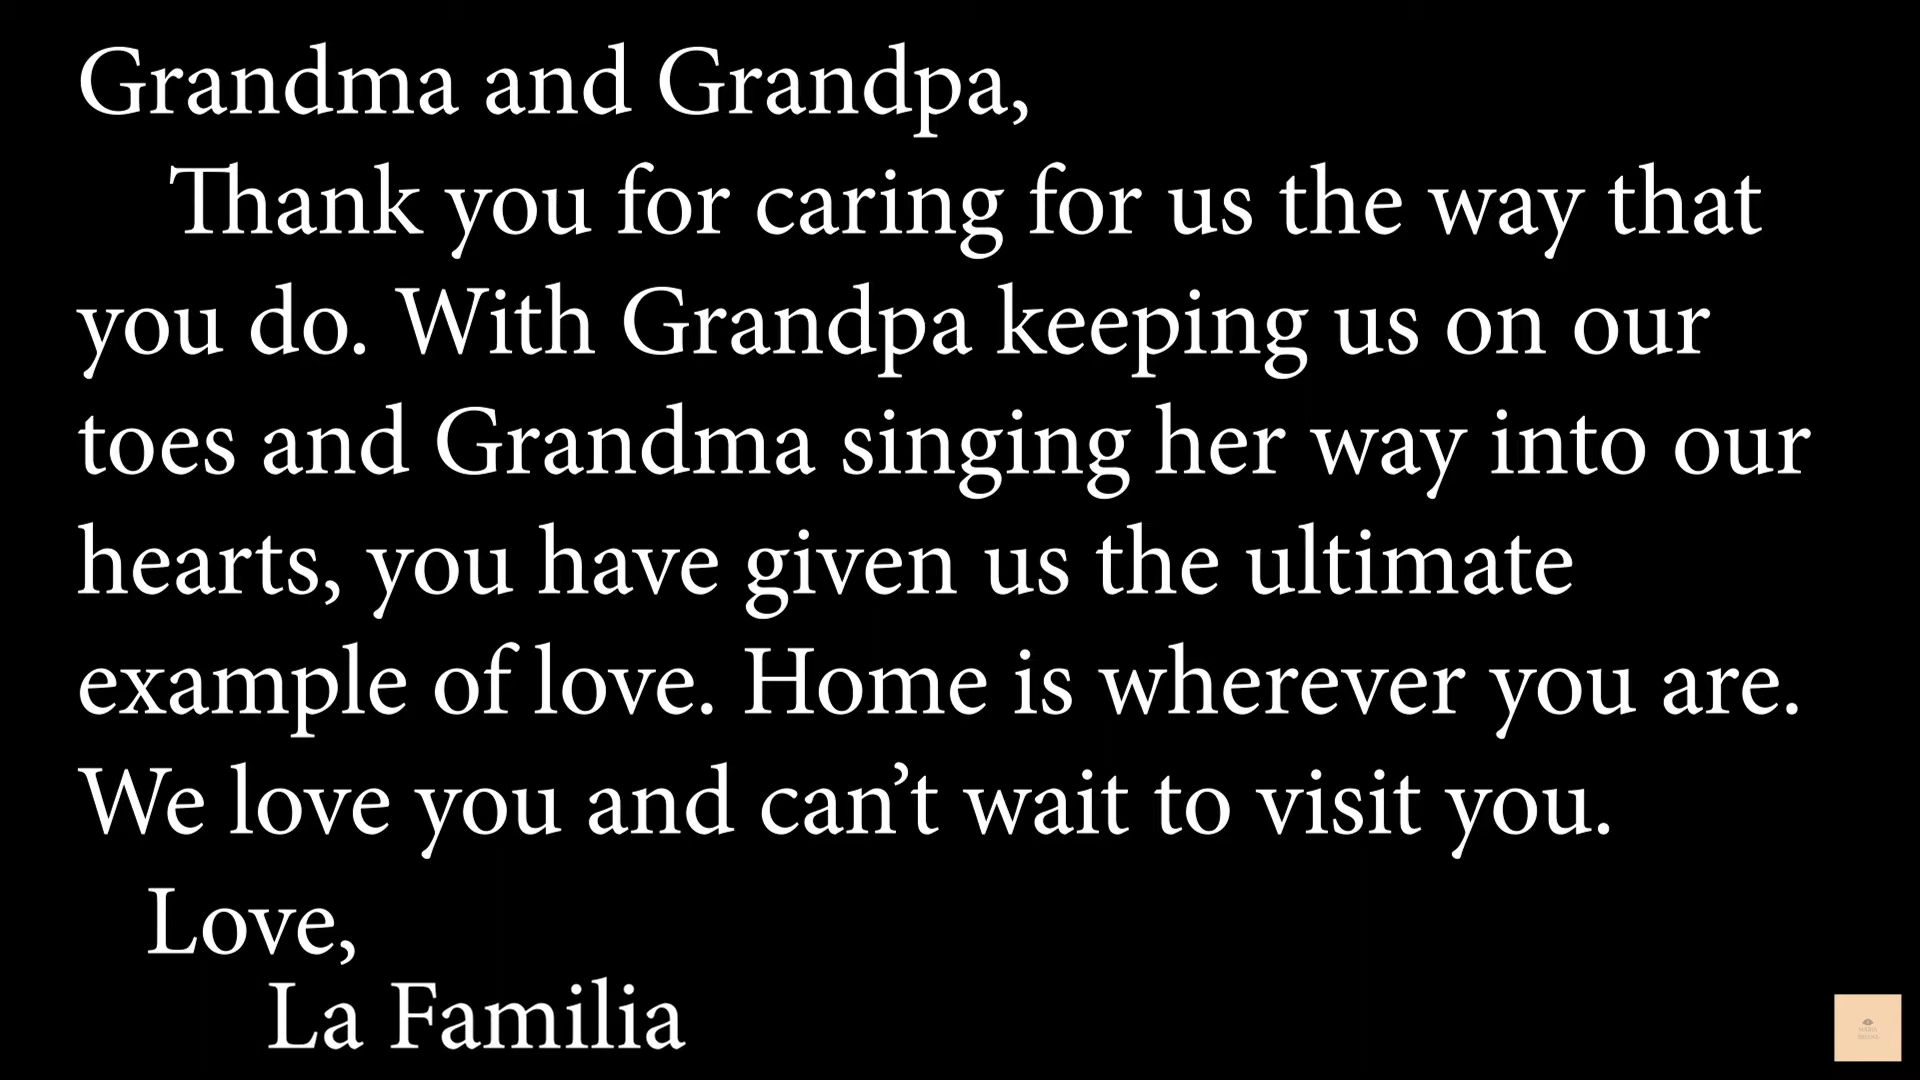 Grandma and Grandpa,
Thank you for caring for us the way that
you do. With Grandpa keeping us on our
toes and Grandma singing her way into our
hearts, you have given us the ultimate
example of love. Home is wherever you are.
We love you and can’t wait to visit you.
Love,
La Familia